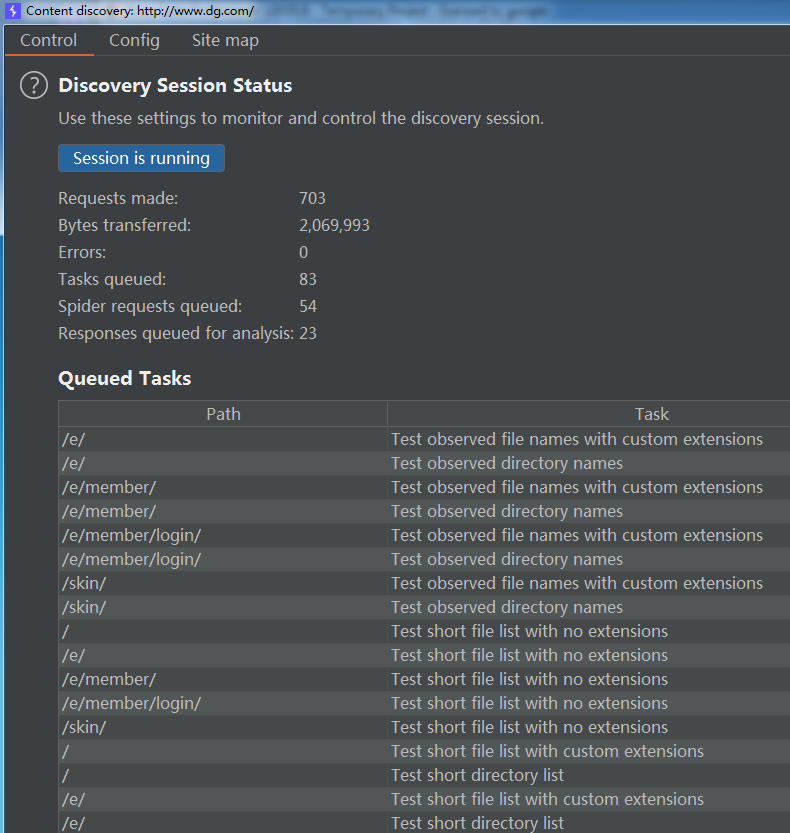 Content discovery: http://www.dg.com/
Control Config Site map
? Discovery Session Status
Use these settings to monitor and control the discovery session.
Session is running
Requests made: 703
Bytes transferred: 2,069,993
Errors: 0
Tasks queued: 83
Spider requests queued: 54
Responses queued for analysis: 23
Queued Tasks
Path Task
/e/ Test observed file names with custom extensions
/e/ Test observed directory names
/e/member/ Test observed file names with custom extensions
/e/member/ Test observed directory names
/e/member/login/ Test observed file names with custom extensions
/e/member/login/ Test observed directory names
/skin/ Test observed file names with custom extensions
/skin/ Test observed directory names
/ Test short file list with no extensions
/e/ Test short file list with no extensions
/e/member/ Test short file list with no extensions
/e/member/login/ Test short file list with no extensions
/skin/ Test short file list with no extensions
/ Test short file list with custom extensions
/ Test short directory list
/e/ Test short file list with custom extensions
/e/ Test short directory list